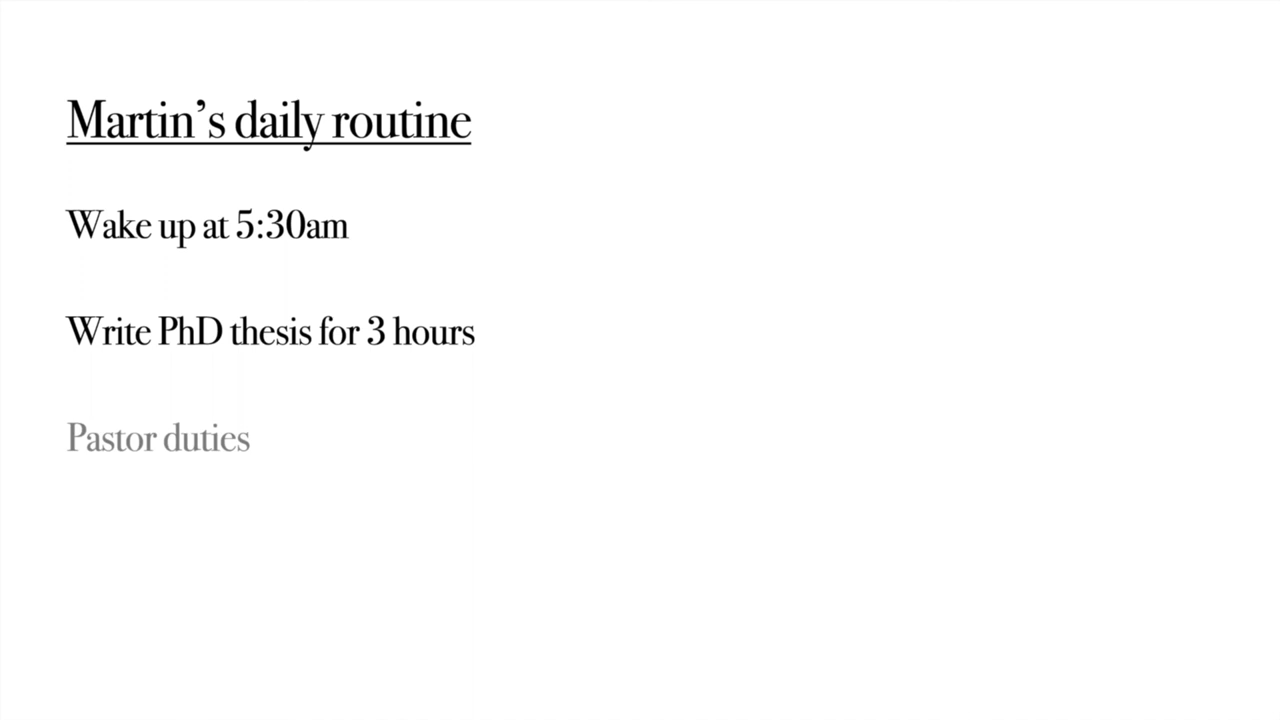 Martin’s daily routine
Wake up at 5:30am
Write PhD thesis for 3 hours
Pastor duties